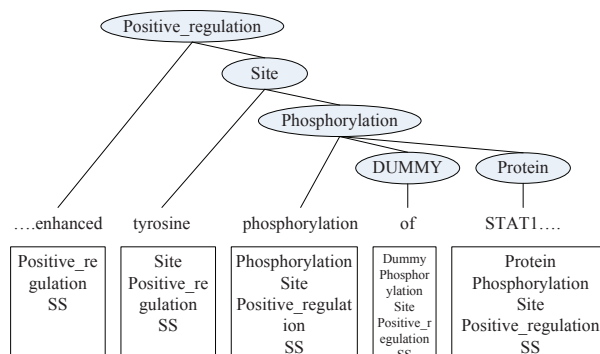 Positive_regulation
Site
Phosphorylation
DUMMY
Protein
....enhanced
tyrosine
phosphorylation
of
STAT1....
Positive_re
gulation
SS
Site
Positive_re
gulation
SS
Phosphorylation
Site
Positive_regulat
ion
SS
Dummy
Phosphor
ylation
Site
Positive_r
egulation
SS
Protein
Phosphorylation
Site
Positive_regulation
SS